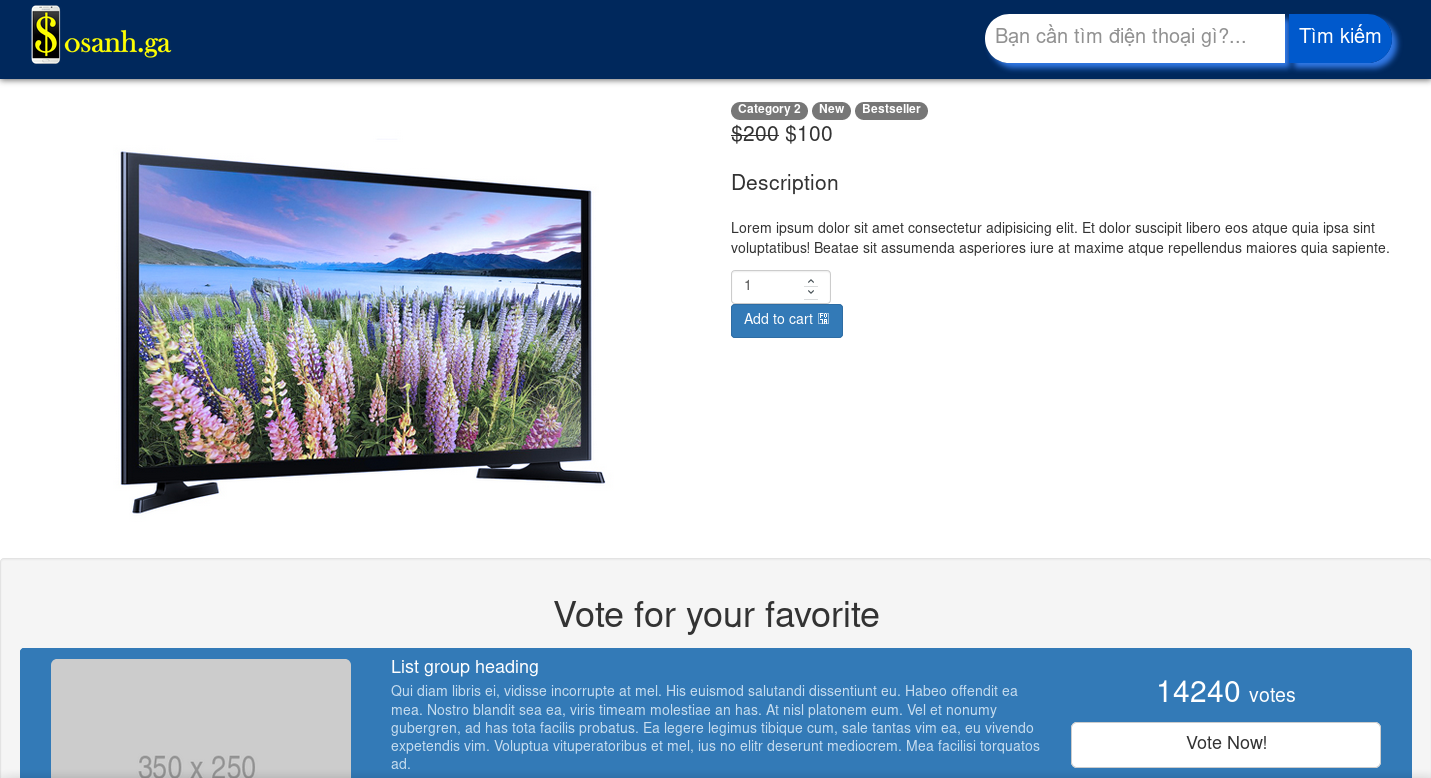 $osanh.ga
Bạn cần tìm điện thoại gì?...
Tìm kiếm
Category 2 New Bestseller
$200 $100
Description
Lorem ipsum dolor sit amet consectetur adipisicing elit. Et dolor suscipit libero eos atque quia ipsa sint
voluptatibus! Beatae sit assumenda asperiores iure at maxime atque repellendus maiores quia sapiente.
1
Add to cart
Vote for your favorite
List group heading
Qui diam libris ei, vidisse incorrupte at mel. His euismod salutandi dissentiunt eu. Habeo offendit ea
mea. Nostro blandit sea ea, viris timeam molestiae an has. At nisl platonem eum. Vel et nonumy
gubergren, ad has tota facilis probatus. Ea legere legimus tibique cum, sale tantas vim ea, eu vivendo
expetendis vim. Voluptua vituperatoribus et mel, ius no elitr deserunt mediocrem. Mea facilisi torquatos
ad.
14240 votes
Vote Now!
350 x 250